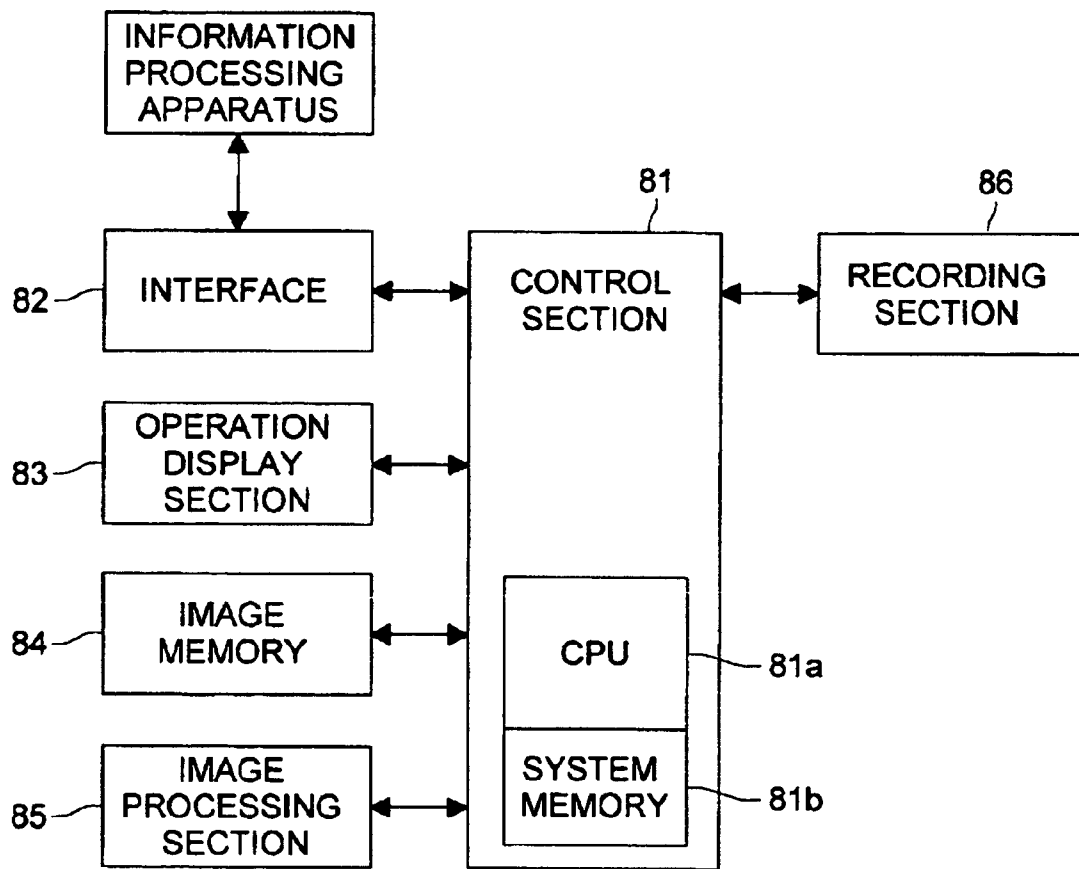 INFORMATION
PROCESSING
APPARATUS
81
86
82
INTERFACE
CONTROL
SECTION
RECORDING
SECTION
83
OPERATION
DISPLAY
SECTION
84
IMAGE
MEMORY
CPU
81a
85
IMAGE
PROCESSING
SECTION
SYSTEM
MEMORY
81b